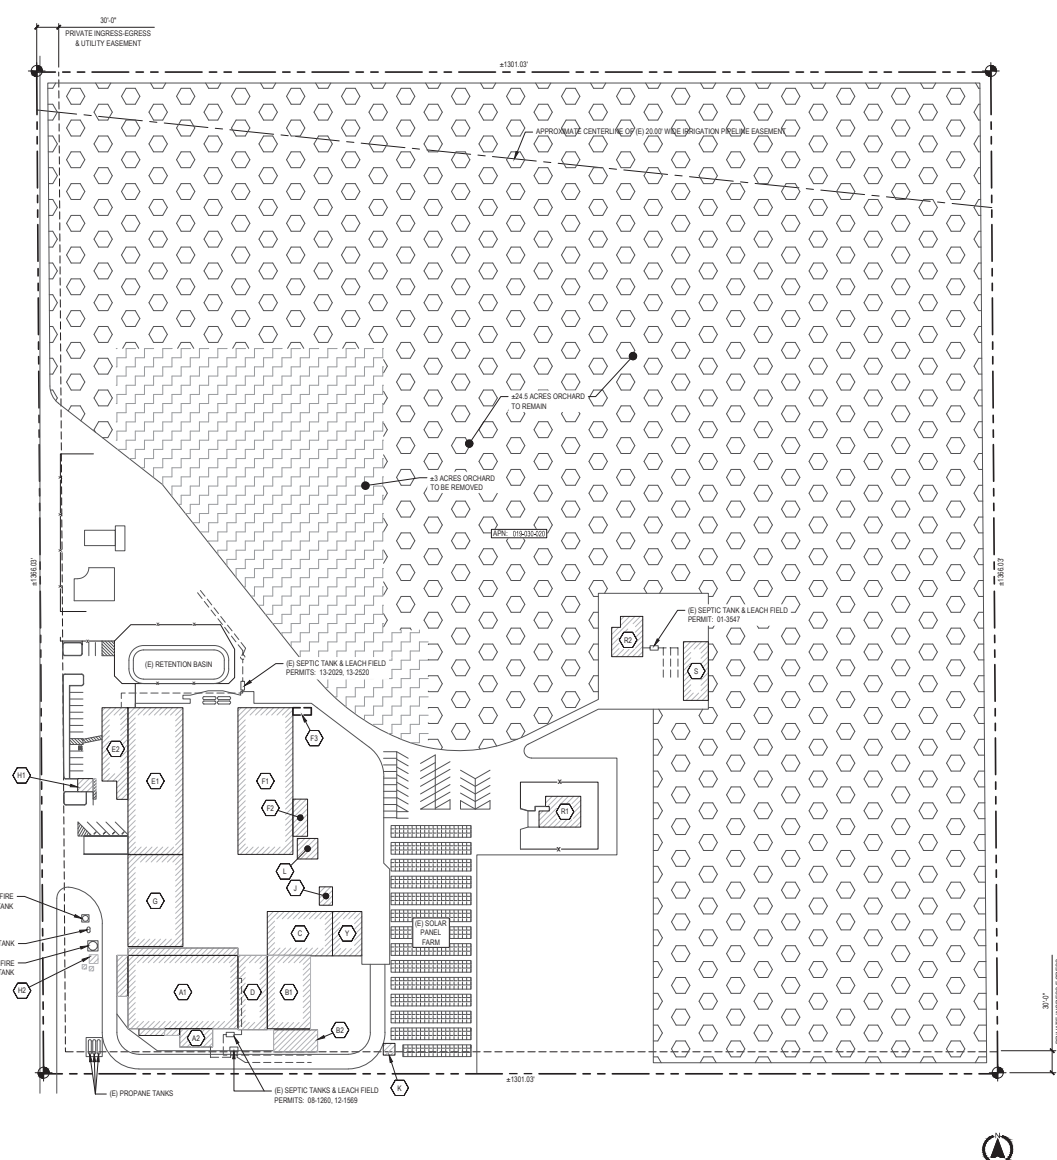 30'-0"
PRIVATE INGRESS-EGRESS
& UTILITY EASEMENT
±1301.03'
APPROXIMATE CENTERLINE OF (E) 20.00' WIDE IRRIGATION PIPELINE EASEMENT
±24.5 ACRES ORCHARD
TO REMAIN
±3 ACRES ORCHARD
TO BE REMOVED
APN: 019-030-020
±1366.03'
±1366.03'
(E) SEPTIC TANK & LEACH FIELD
PERMIT: 01-3547
R2
S
(E) RETENTION BASIN
(E) SEPTIC TANK & LEACH FIELD
PERMITS: 13-2029, 13-2520
F3
E2
H1
E1
F1
F2
R1
L
J
G
FIRE
TANK
C
Y
(E) SOLAR
PANEL
FARM
TANK
FIRE
TANK
H2
A1
D
B1
30'-0"
A2
B2
K
(E) PROPANE TANKS
(E) SEPTIC TANKS & LEACH FIELD
PERMITS: 08-1260, 12-1569
±1301.03'
N